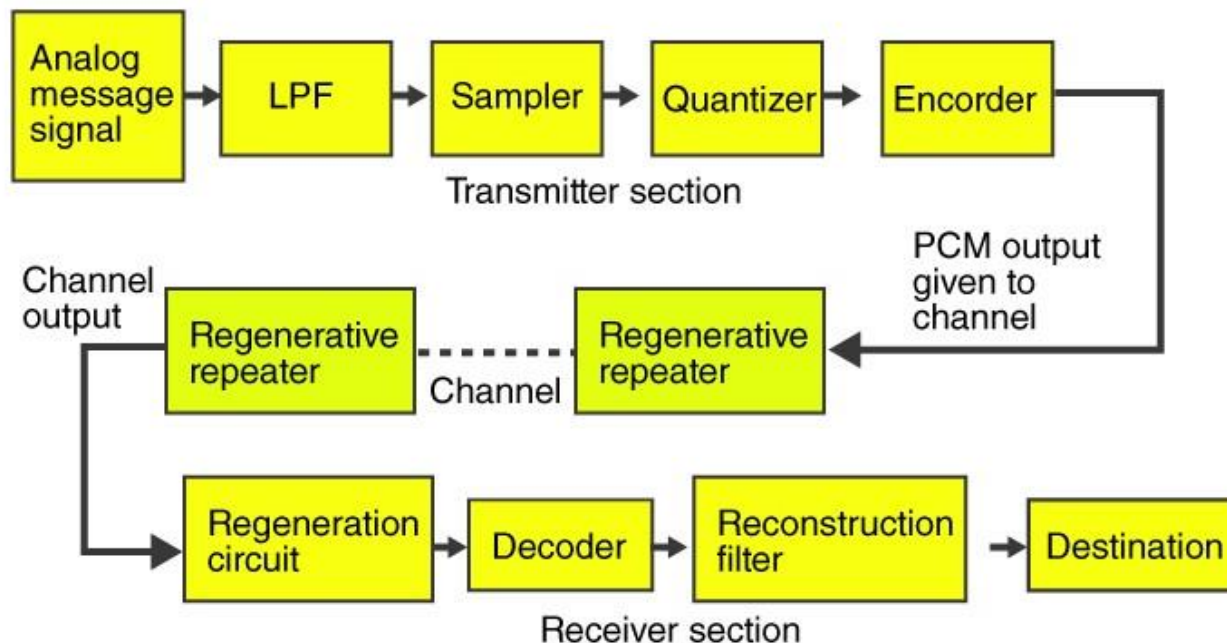 Analog
message
signal
LPF
Sampler
Quantizer
Encorder
Transmitter section
PCM output
given to
channel
Channel
output
Regenerative
repeater
Channel
Regenerative
repeater
Regeneration
circuit
Decoder
Reconstruction
filter
Destination
Receiver section